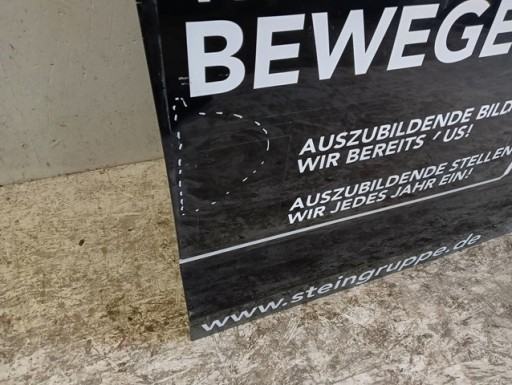 BEWEGE
AUSZUBILDENDE BILD
WIR BEREITS ' US!
AUSZUBILDENDE STELLEN
WIR JEDES JAHR EIN!
www.steingruppe.de